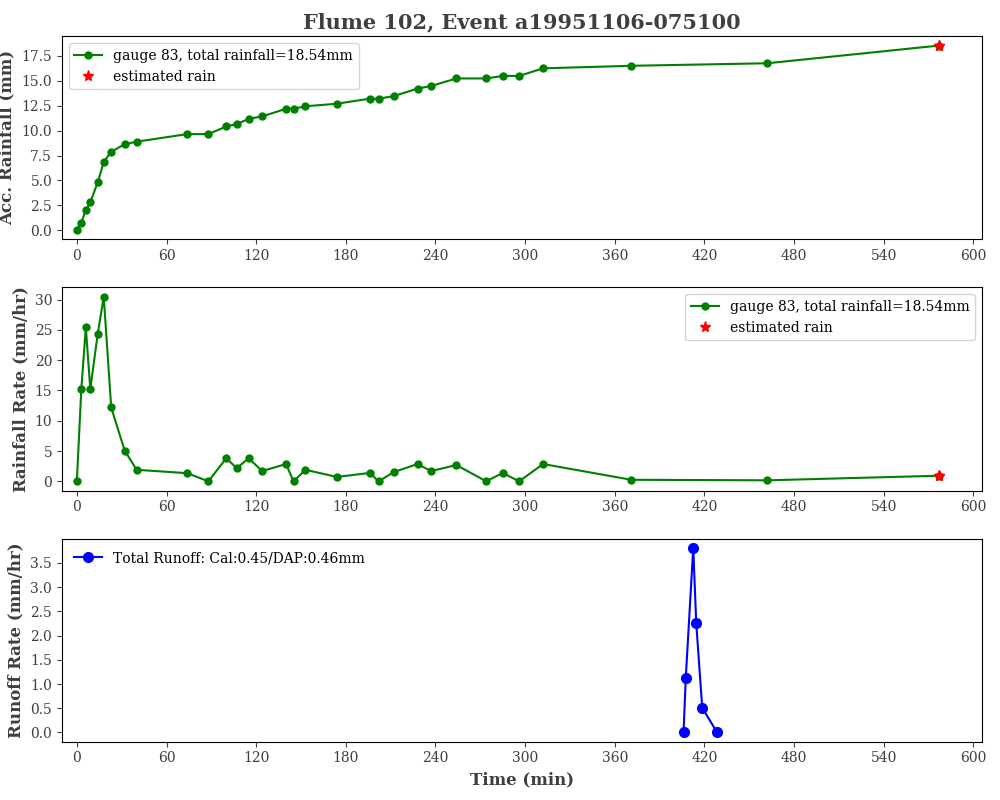 Flume 102, Event a19951106-075100
Acc. Rainfall (mm)
17.5
15.0
12.5
10.0
7.5
5.0
2.5
0.0
gauge 83, total rainfall=18.54mm
estimated rain
0 60 120 180 240 300 360 420 480 540 600
Rainfall Rate (mm/hr)
30
25
20
15
10
5
0
gauge 83, total rainfall=18.54mm
estimated rain
0 60 120 180 240 300 360 420 480 540 600
Runoff Rate (mm/hr)
3.5
3.0
2.5
2.0
1.5
1.0
0.5
0.0
Total Runoff: Cal:0.45/DAP:0.46mm
0 60 120 180 240 300 360 420 480 540 600
Time (min)